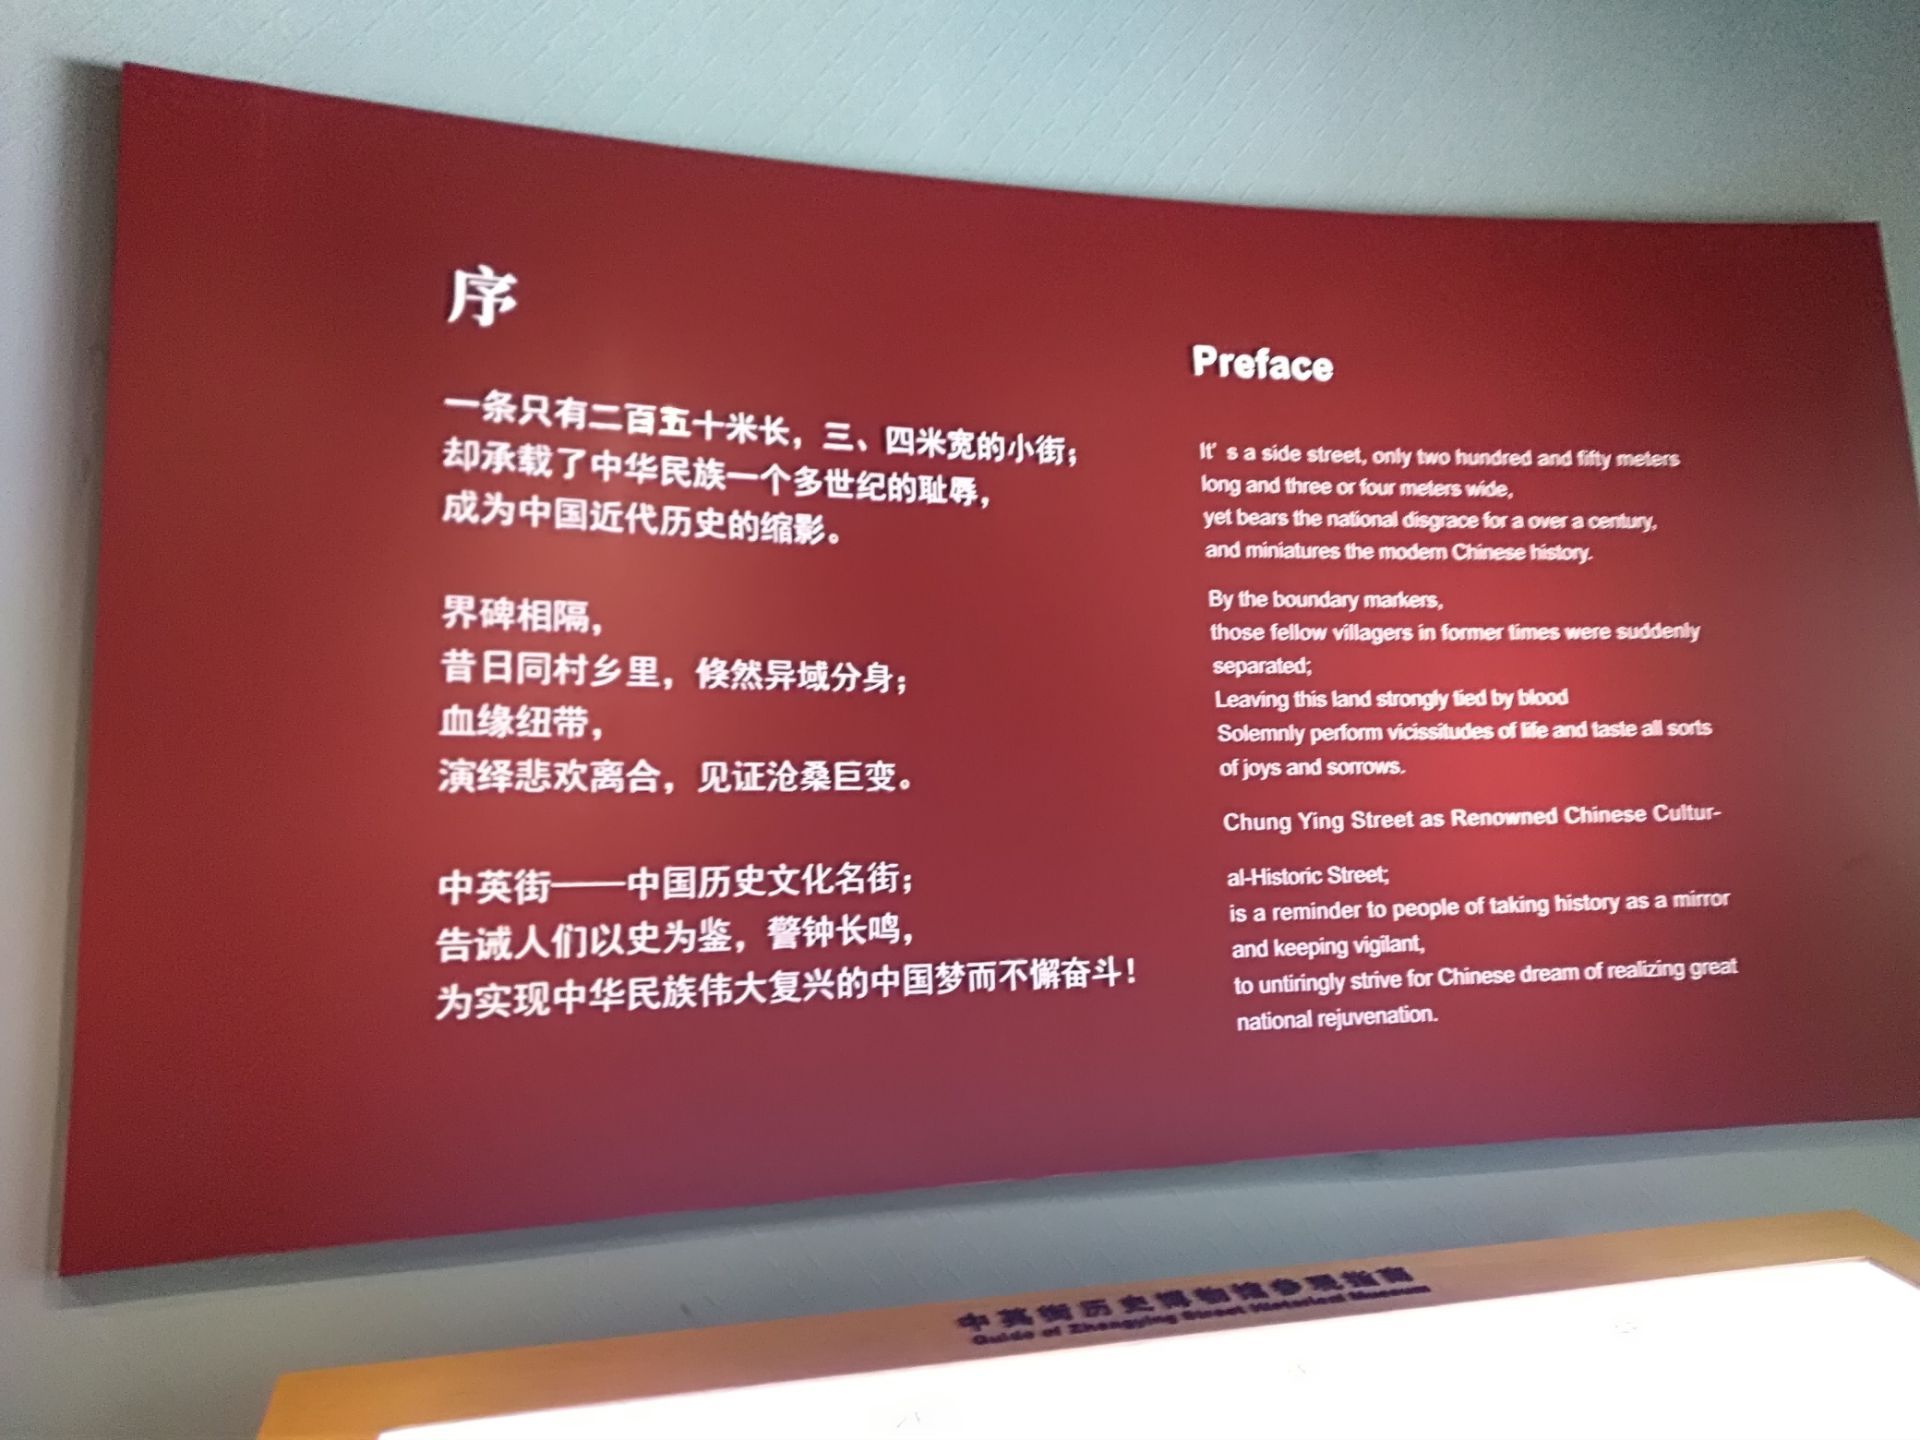 序
一条只有二百五十米长，三、四米宽的小街；
却承载了中华民族一个多世纪的耻辱，
成为中国近代历史的缩影。
界碑相隔，
昔日同村乡里，倏然异域分身；
血缘纽带，
演绎悲欢离合，见证沧桑巨变。
中英街——中国历史文化名街；
告诫人们以史为鉴，警钟长鸣，
为实现中华民族伟大复兴的中国梦而不懈奋斗！
Preface
It’ s a side street, only two hundred and fifty meters
long and three or four meters wide,
yet bears the national disgrace for a over a century,
and miniatures the modern Chinese history.
By the boundary markers,
those fellow villagers in former times were suddenly
separated;
Leaving this land strongly tied by blood
Solemnly perform vicissitudes of life and taste all sorts
of joys and sorrows.
Chung Ying Street as Renowned Chinese Cultur-
al-Historic Street;
is a reminder to people of taking history as a mirror
and keeping vigilant,
to untiringly strive for Chinese dream of realizing great
national rejuvenation.
中英街历史博物馆参观指南
Guide of Zhongying Street Historical Museum